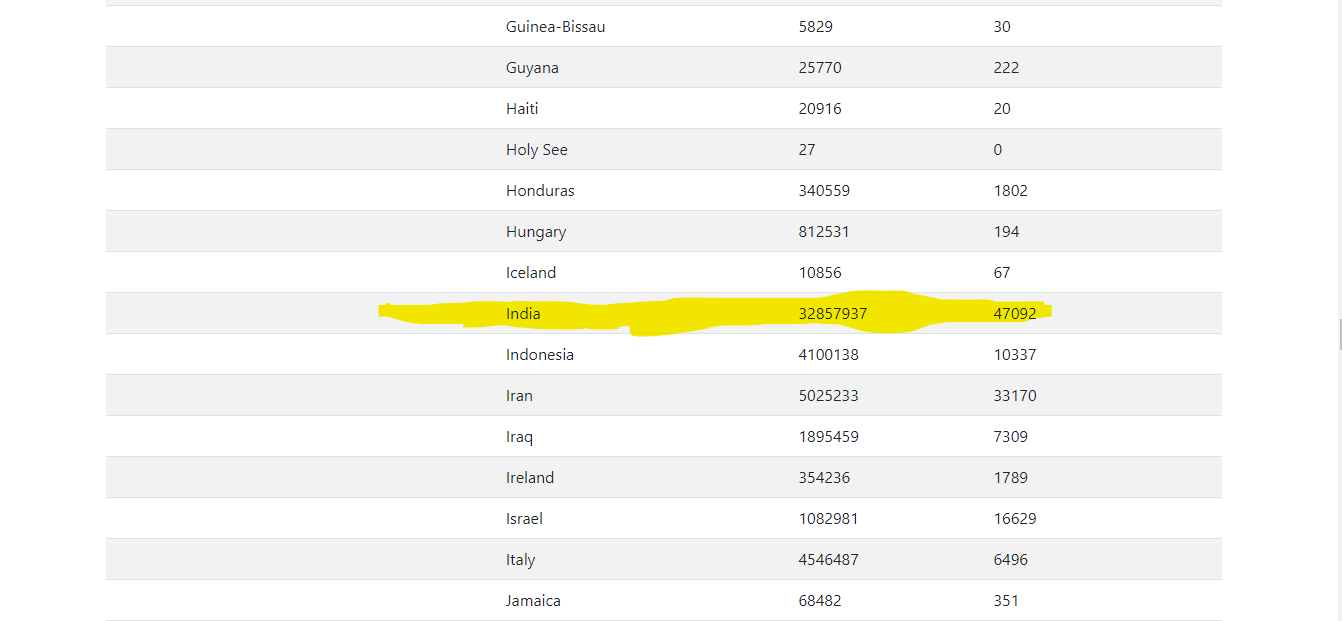 Guinea-Bissau 5829 30
Guyana 25770 222
Haiti 20916 20
Holy See 27 0
Honduras 340559 1802
Hungary 812531 194
Iceland 10856 67
India 32857937 47092
Indonesia 4100138 10337
Iran 5025233 33170
Iraq 1895459 7309
Ireland 354236 1789
Israel 1082981 16629
Italy 4546487 6496
Jamaica 68482 351